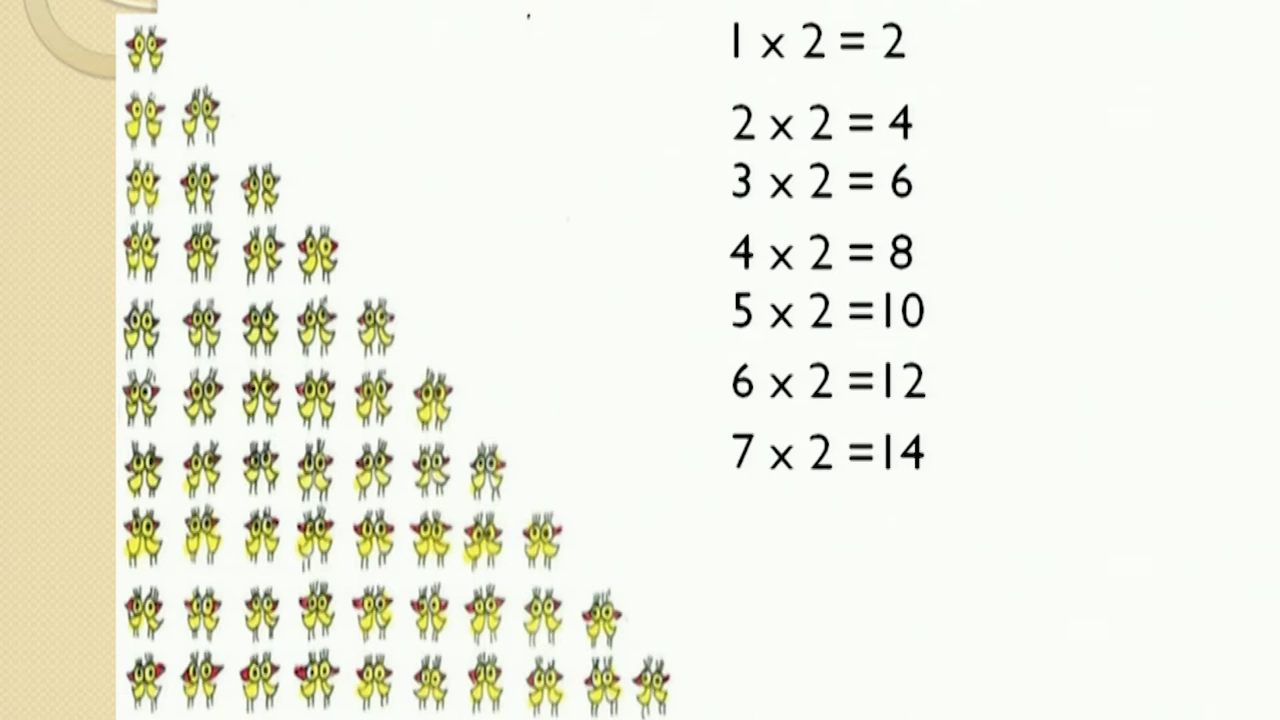 1 x 2 = 2
2 x 2 = 4
3 x 2 = 6
4 x 2 = 8
5 x 2 =10
6 x 2 =12
7 x 2 =14